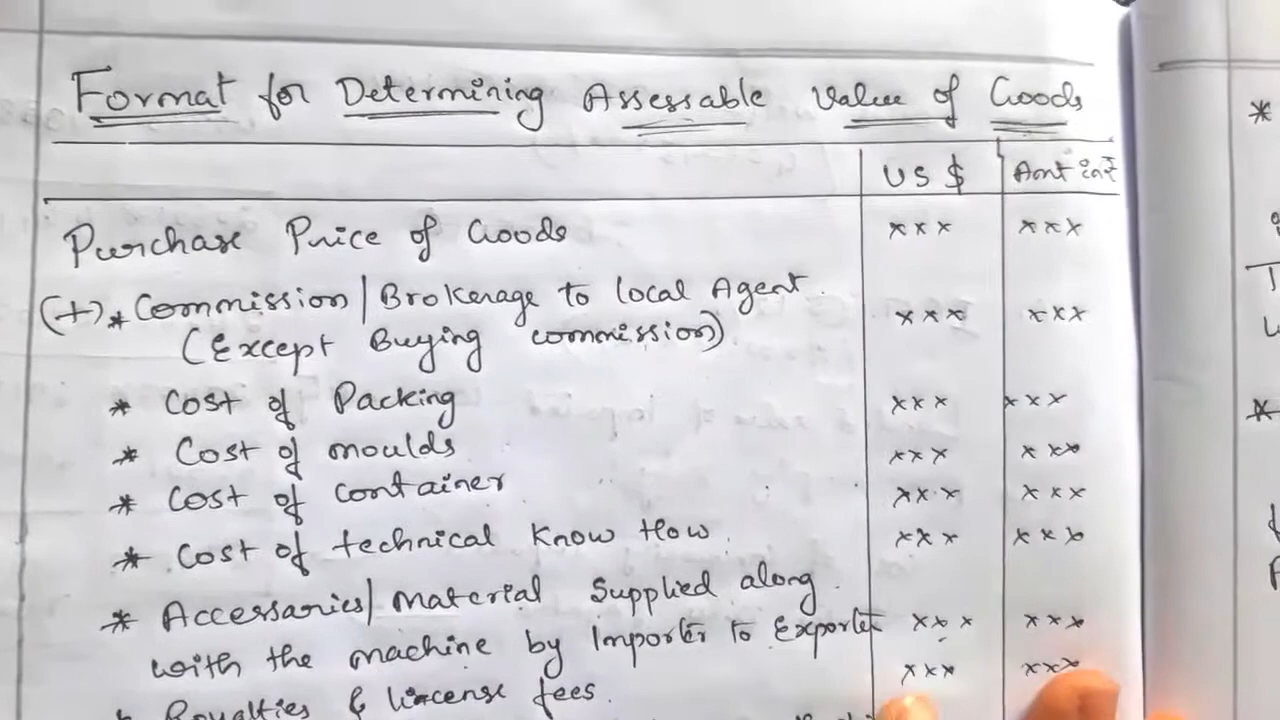 Format for Determining Assessable Value of Goods
US $ Amt in ₹
Purchase Price of Goods xxx xxx
(+) * Commission/Brokerage to local Agent.
(Except Buying commission) xxx xxx
* Cost of Packing xxx xxx
* Cost of moulds xxx xxx
* Cost of container xxx xxx
* Cost of technical Know How. xxx xxx
* Accessaries/material Supplied along
with the machine by Importer to Exporter xxx xxx
* Royalties & Lincense fees. xxx xxx